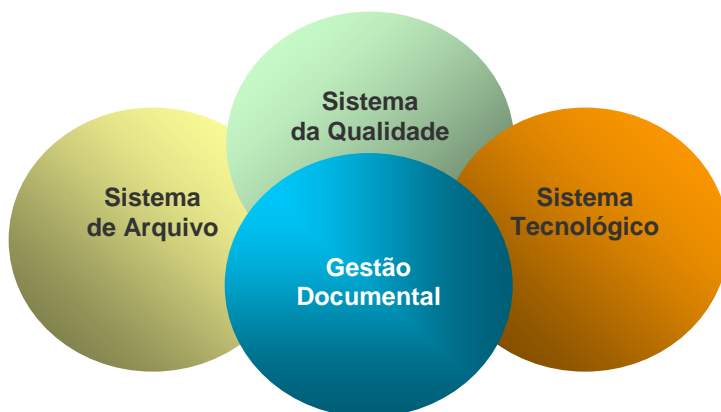 Sistema
da Qualidade
Sistema
de Arquivo
Sistema
Tecnológico
Gestão
Documental